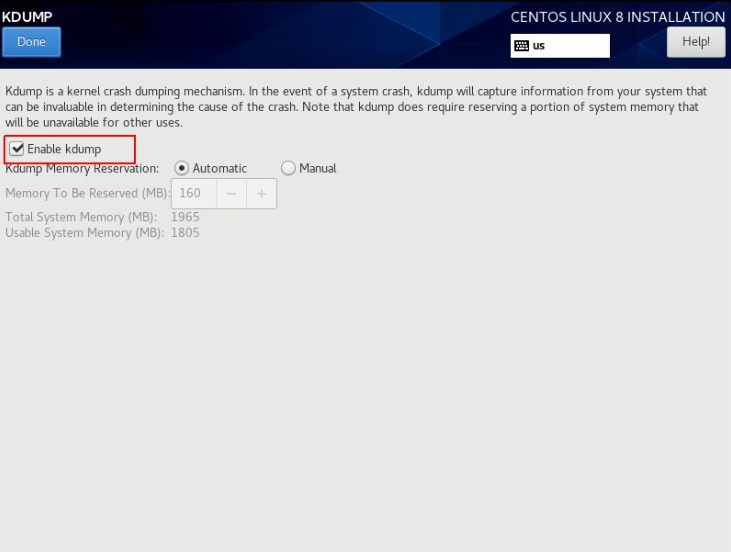 KDUMP
CENTOS LINUX 8 INSTALLATION
Done
us
Help!
Kdump is a kernel crash dumping mechanism. In the event of a system crash, kdump will capture information from your system that
can be invaluable in determining the cause of the crash. Note that kdump does require reserving a portion of system memory that
will be unavailable for other uses.
Enable kdump
Kdump Memory Reservation: Automatic Manual
Memory To Be Reserved (MB): 160 − +
Total System Memory (MB): 1965
Usable System Memory (MB): 1805